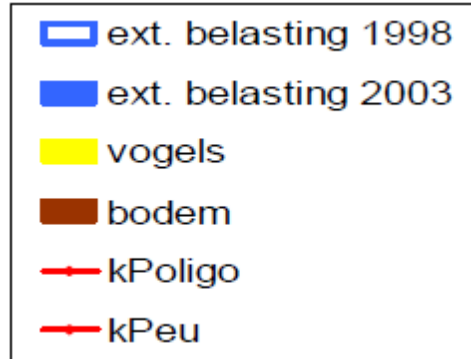 ext. belasting 1998
ext. belasting 2003
vogels
bodem
kPoligo
kPeu